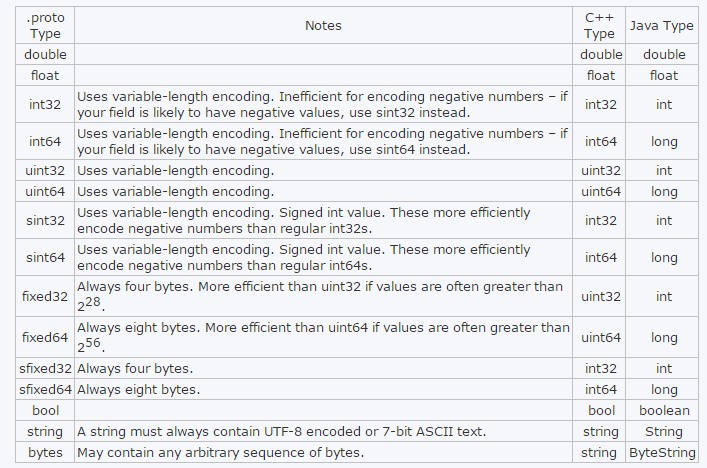 .proto Type Notes C++ Type Java Type
double double double
float float float
int32 Uses variable-length encoding. Inefficient for encoding negative numbers – if your field is likely to have negative values, use sint32 instead. int32 int
int64 Uses variable-length encoding. Inefficient for encoding negative numbers – if your field is likely to have negative values, use sint64 instead. int64 long
uint32 Uses variable-length encoding. uint32 int
uint64 Uses variable-length encoding. uint64 long
sint32 Uses variable-length encoding. Signed int value. These more efficiently encode negative numbers than regular int32s. int32 int
sint64 Uses variable-length encoding. Signed int value. These more efficiently encode negative numbers than regular int64s. int64 long
fixed32 Always four bytes. More efficient than uint32 if values are often greater than 2²⁸. uint32 int
fixed64 Always eight bytes. More efficient than uint64 if values are often greater than 2⁵⁶. uint64 long
sfixed32 Always four bytes. int32 int
sfixed64 Always eight bytes. int64 long
bool bool boolean
string A string must always contain UTF-8 encoded or 7-bit ASCII text. string String
bytes May contain any arbitrary sequence of bytes. string ByteString